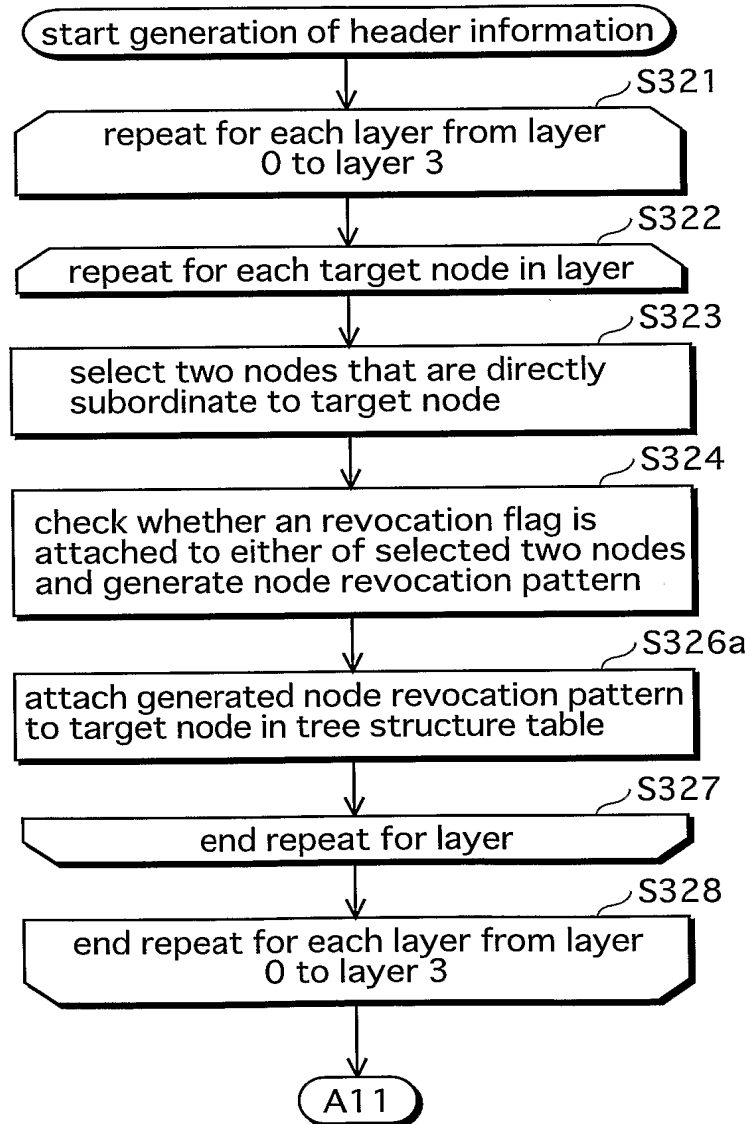 start generation of header information
S321
repeat for each layer from layer
0 to layer 3
S322
repeat for each target node in layer
S323
select two nodes that are directly
subordinate to target node
S324
check whether an revocation flag is
attached to either of selected two nodes
and generate node revocation pattern
S326a
attach generated node revocation pattern
to target node in tree structure table
S327
end repeat for layer
S328
end repeat for each layer from layer
0 to layer 3
A11